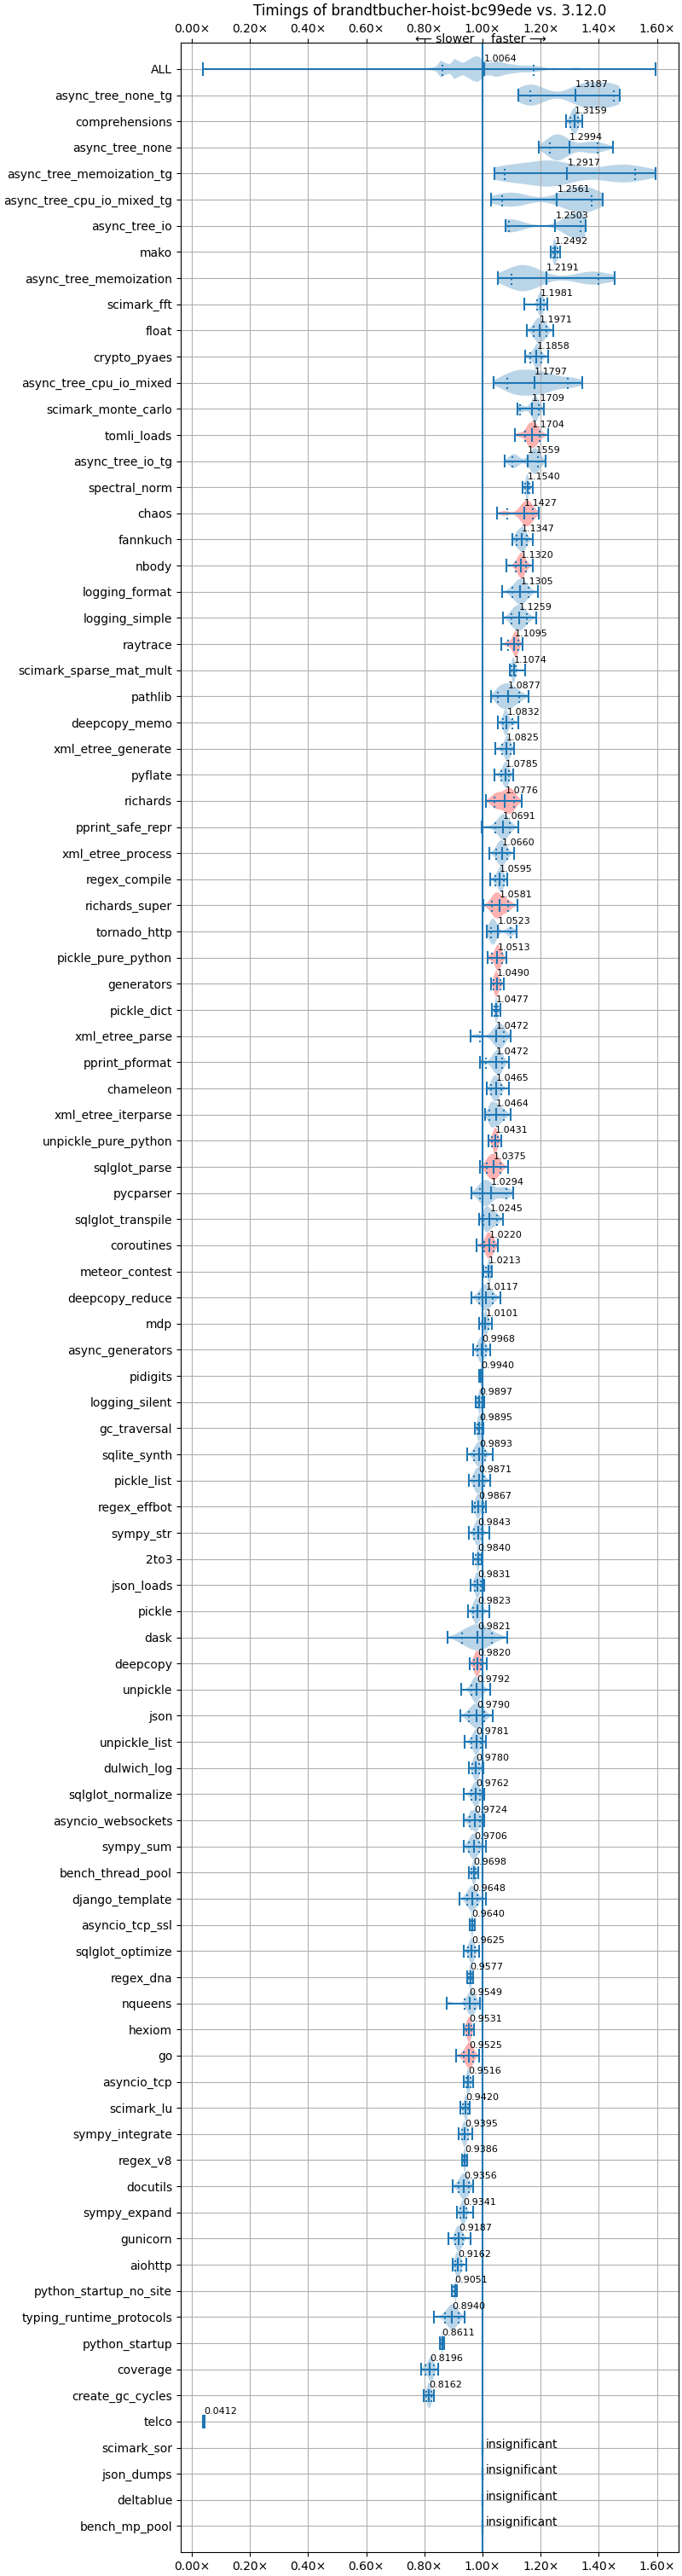 Timings of brandtbucher-hoist-bc99ede vs. 3.12.0
0.00× 0.20× 0.40× 0.60× 0.80× 1.00× 1.20× 1.40× 1.60×
⟵ slower faster ⟶
ALL 1.0064
async_tree_none_tg 1.3187
comprehensions 1.3159
async_tree_none 1.2994
async_tree_memoization_tg 1.2917
async_tree_cpu_io_mixed_tg 1.2561
async_tree_io 1.2503
mako 1.2492
async_tree_memoization 1.2191
scimark_fft 1.1981
float 1.1971
crypto_pyaes 1.1858
async_tree_cpu_io_mixed 1.1797
scimark_monte_carlo 1.1709
tomli_loads 1.1704
async_tree_io_tg 1.1559
spectral_norm 1.1540
chaos 1.1427
fannkuch 1.1347
nbody 1.1320
logging_format 1.1305
logging_simple 1.1259
raytrace 1.1095
scimark_sparse_mat_mult 1.1074
pathlib 1.0877
deepcopy_memo 1.0832
xml_etree_generate 1.0825
pyflate 1.0785
richards 1.0776
pprint_safe_repr 1.0691
xml_etree_process 1.0660
regex_compile 1.0595
richards_super 1.0581
tornado_http 1.0523
pickle_pure_python 1.0513
generators 1.0490
pickle_dict 1.0477
xml_etree_parse 1.0472
pprint_pformat 1.0472
chameleon 1.0465
xml_etree_iterparse 1.0464
unpickle_pure_python 1.0431
sqlglot_parse 1.0375
pycparser 1.0294
sqlglot_transpile 1.0245
coroutines 1.0220
meteor_contest 1.0213
deepcopy_reduce 1.0117
mdp 1.0101
async_generators 0.9968
pidigits 0.9940
logging_silent 0.9897
gc_traversal 0.9895
sqlite_synth 0.9893
pickle_list 0.9871
regex_effbot 0.9867
sympy_str 0.9843
2to3 0.9840
json_loads 0.9831
pickle 0.9823
dask 0.9821
deepcopy 0.9820
unpickle 0.9792
json 0.9790
unpickle_list 0.9781
dulwich_log 0.9780
sqlglot_normalize 0.9762
asyncio_websockets 0.9724
sympy_sum 0.9706
bench_thread_pool 0.9698
django_template 0.9648
asyncio_tcp_ssl 0.9640
sqlglot_optimize 0.9625
regex_dna 0.9577
nqueens 0.9549
hexiom 0.9531
go 0.9525
asyncio_tcp 0.9516
scimark_lu 0.9420
sympy_integrate 0.9395
regex_v8 0.9386
docutils 0.9356
sympy_expand 0.9341
gunicorn 0.9187
aiohttp 0.9162
python_startup_no_site 0.9051
typing_runtime_protocols 0.8940
python_startup 0.8611
coverage 0.8196
create_gc_cycles 0.8162
telco 0.0412
scimark_sor insignificant
json_dumps insignificant
deltablue insignificant
bench_mp_pool insignificant
0.00× 0.20× 0.40× 0.60× 0.80× 1.00× 1.20× 1.40× 1.60×